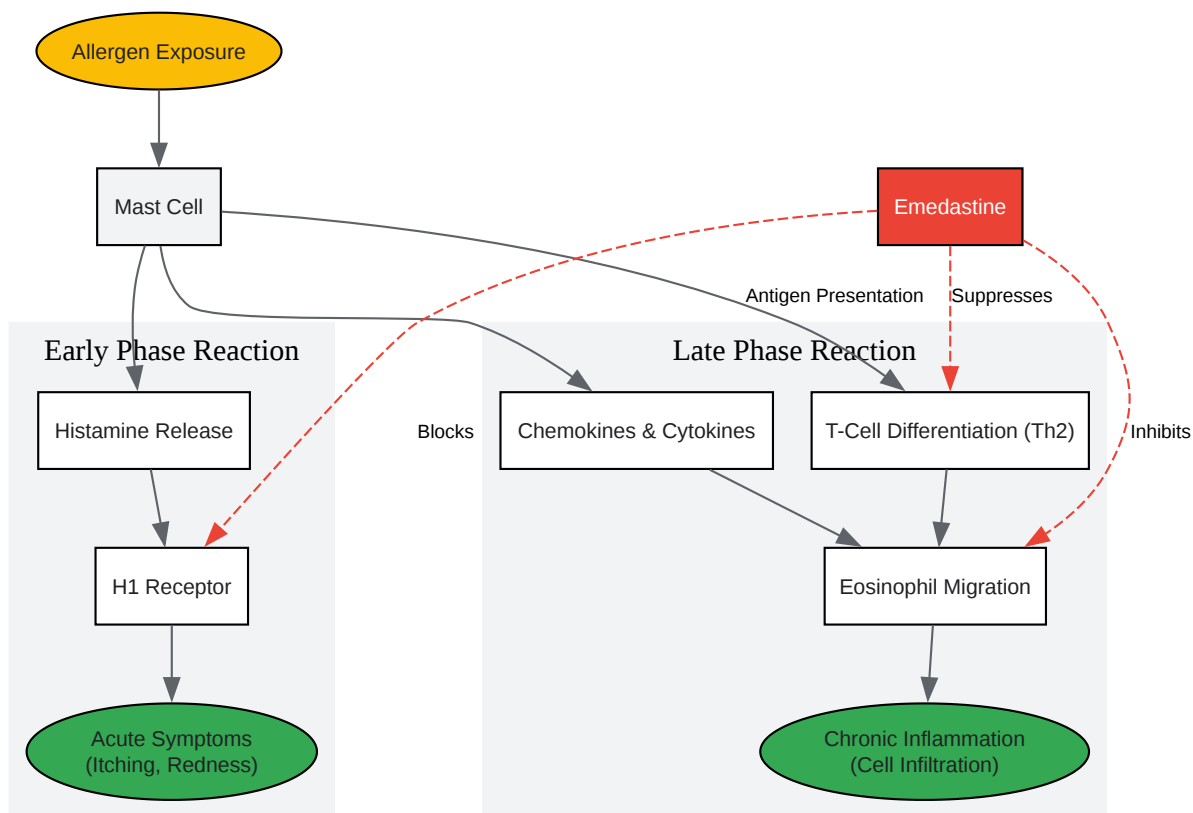 Allergen Exposure
Mast Cell
Emedastine
Antigen Presentation
Suppresses
Early Phase Reaction
Late Phase Reaction
Histamine Release
Blocks
Chemokines & Cytokines
T-Cell Differentiation (Th2)
Inhibits
H1 Receptor
Eosinophil Migration
Acute Symptoms
(Itching, Redness)
Chronic Inflammation
(Cell Infiltration)